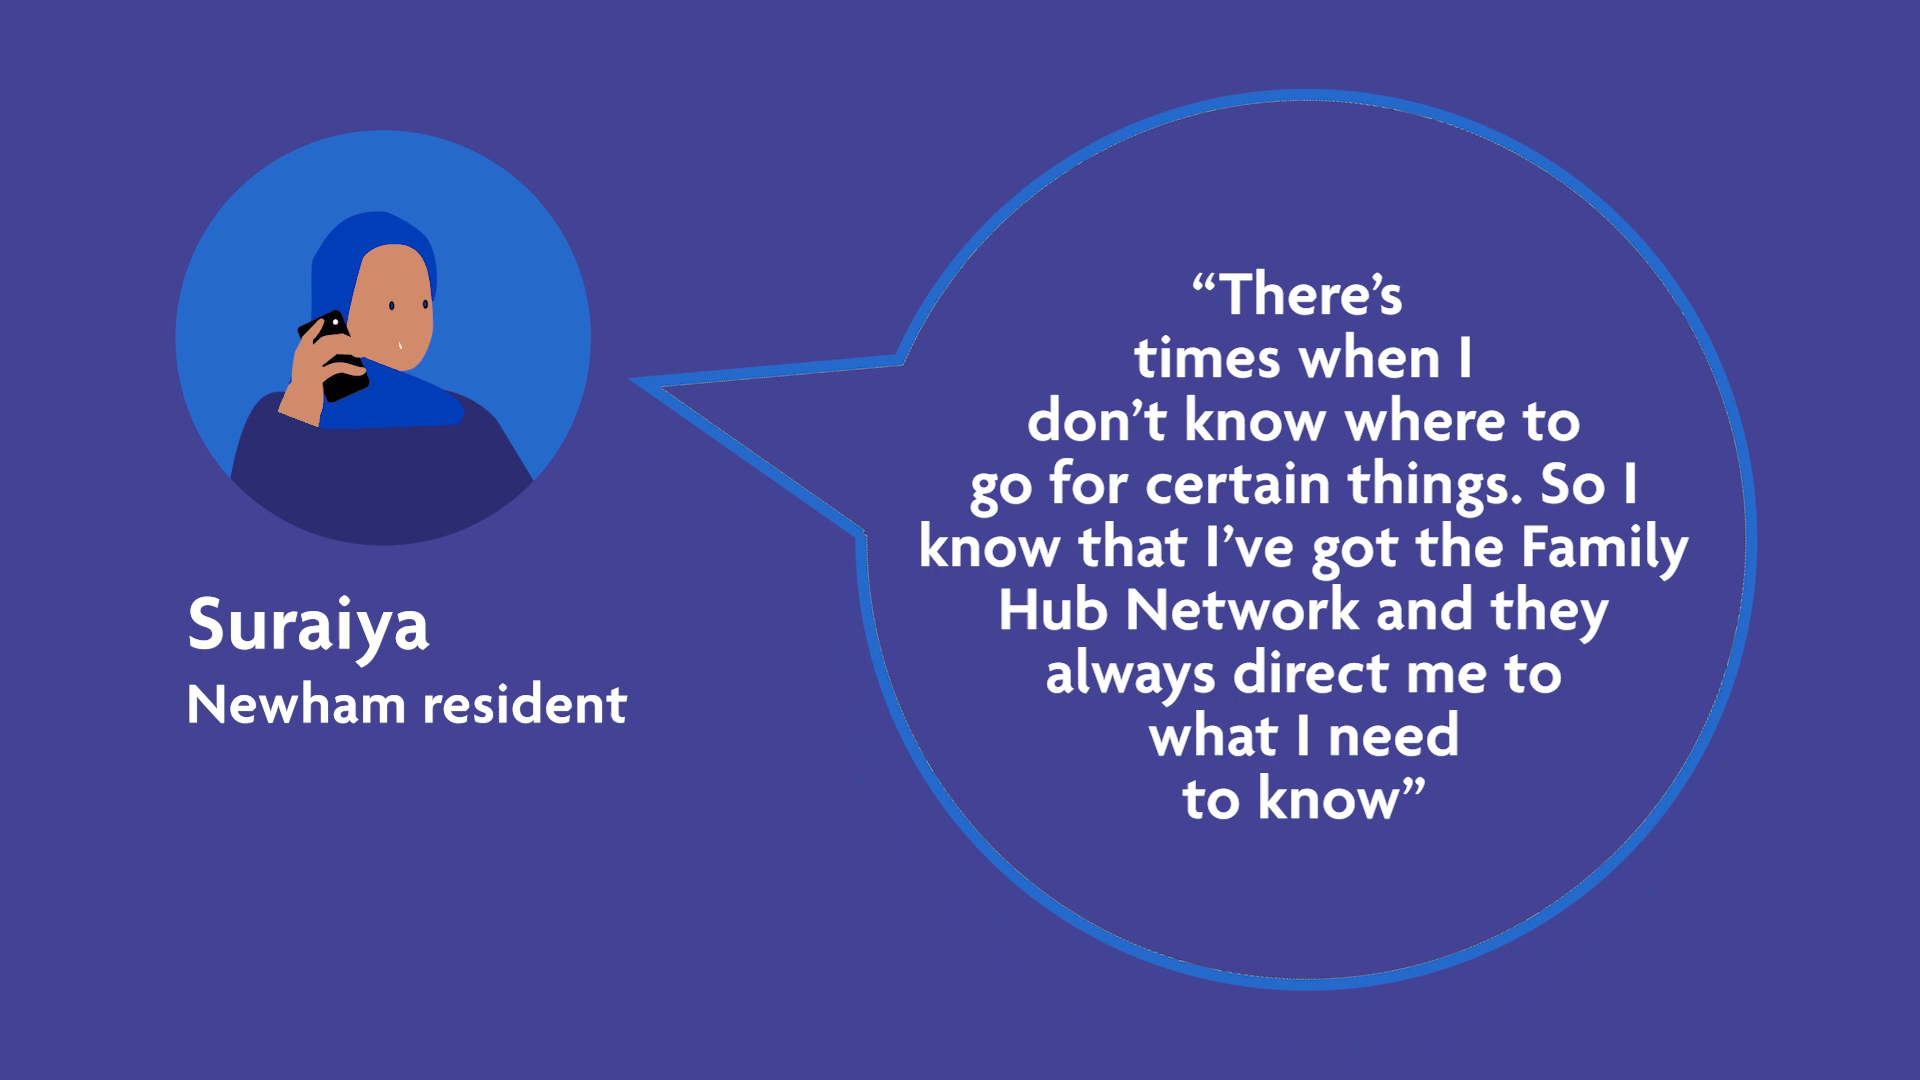 Suraiya
Newham resident
“There’s
times when I
don’t know where to
go for certain things. So I
know that I’ve got the Family
Hub Network and they
always direct me to
what I need
to know”